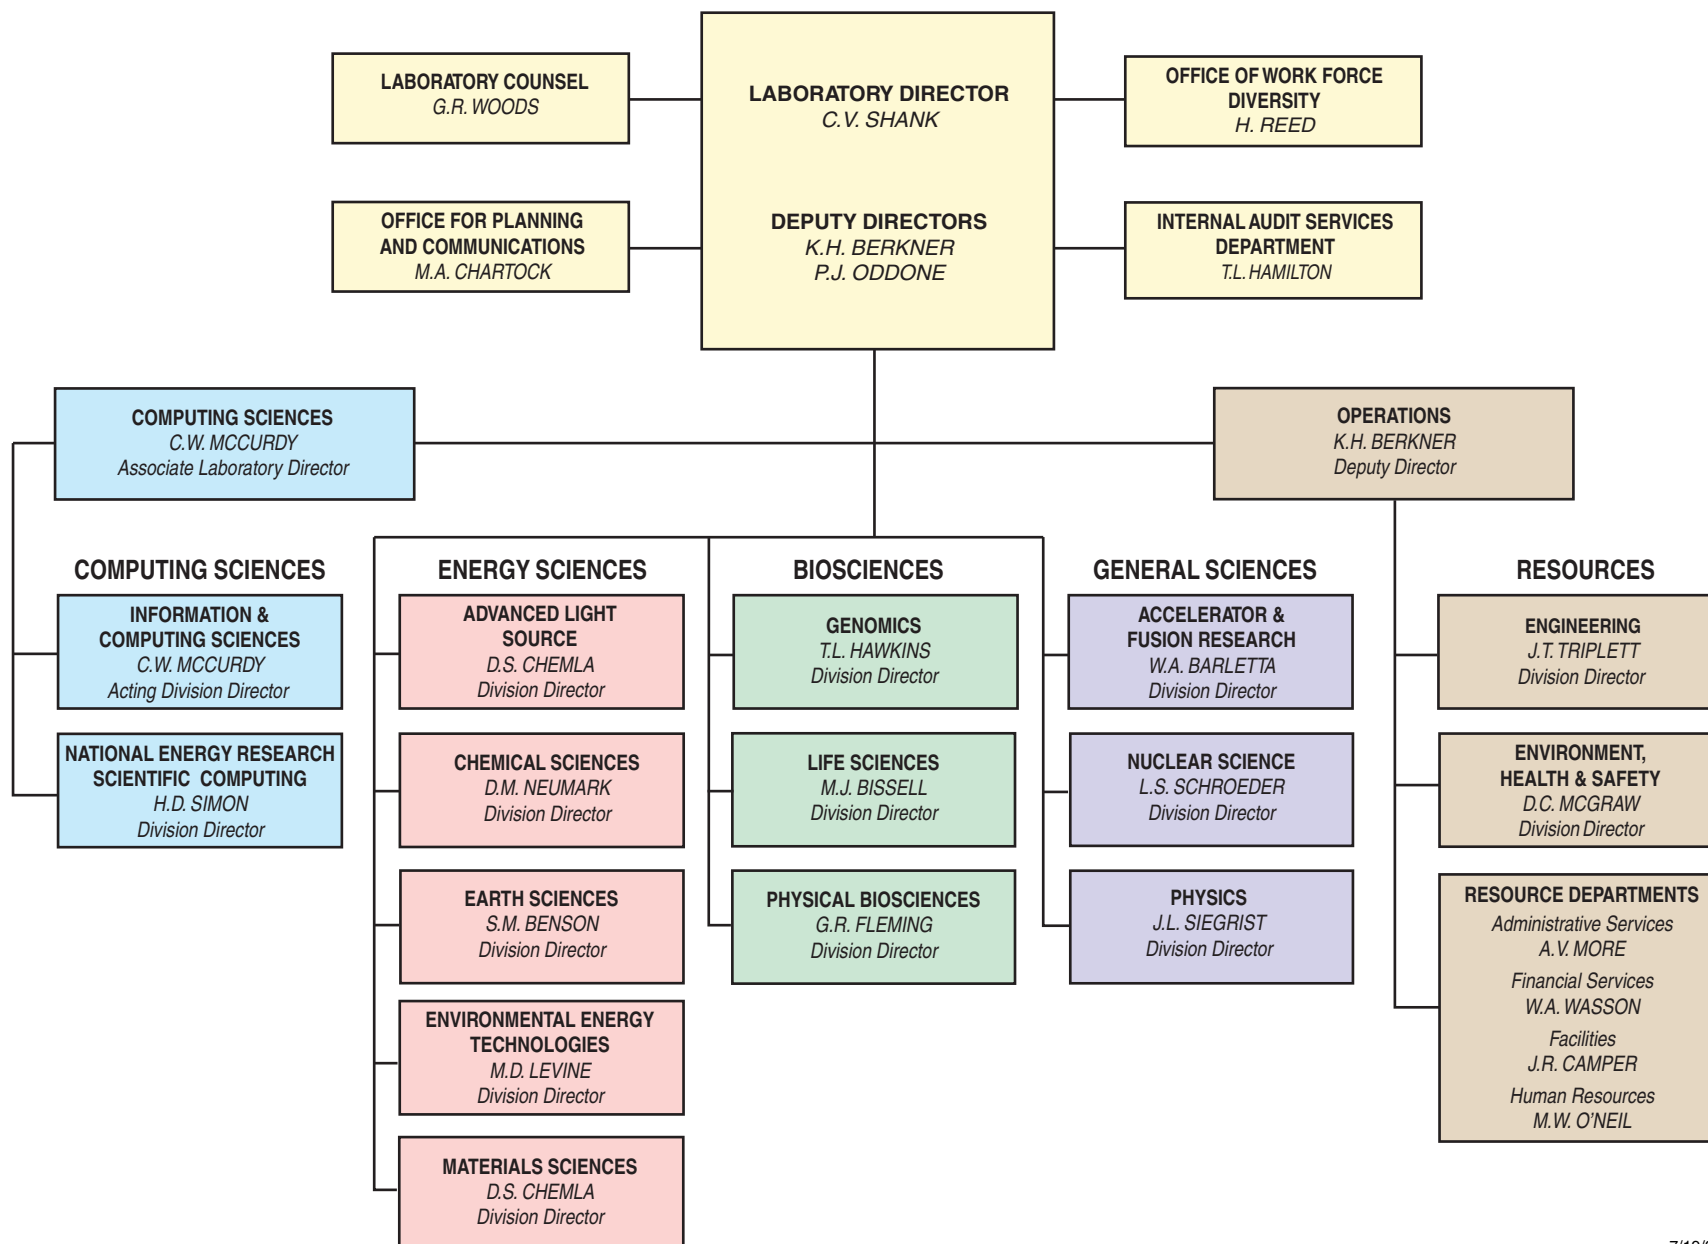 LABORATORY COUNSEL
G.R. WOODS
LABORATORY DIRECTOR
C.V. SHANK
OFFICE OF WORK FORCE
DIVERSITY
H. REED
OFFICE FOR PLANNING
AND COMMUNICATIONS
M.A. CHARTOCK
DEPUTY DIRECTORS
K.H. BERKNER
P.J. ODDONE
INTERNAL AUDIT SERVICES
DEPARTMENT
T.L. HAMILTON
COMPUTING SCIENCES
C.W. MCCURDY
Associate Laboratory Director
OPERATIONS
K.H. BERKNER
Deputy Director
COMPUTING SCIENCES
INFORMATION &
COMPUTING SCIENCES
C.W. MCCURDY
Acting Division Director
NATIONAL ENERGY RESEARCH
SCIENTIFIC COMPUTING
H.D. SIMON
Division Director
ENERGY SCIENCES
ADVANCED LIGHT
SOURCE
D.S. CHEMLA
Division Director
CHEMICAL SCIENCES
D.M. NEUMARK
Division Director
EARTH SCIENCES
S.M. BENSON
Division Director
ENVIRONMENTAL ENERGY
TECHNOLOGIES
M.D. LEVINE
Division Director
MATERIALS SCIENCES
D.S. CHEMLA
Division Director
BIOSCIENCES
GENOMICS
T.L. HAWKINS
Division Director
LIFE SCIENCES
M.J. BISSELL
Division Director
PHYSICAL BIOSCIENCES
G.R. FLEMING
Division Director
GENERAL SCIENCES
ACCELERATOR &
FUSION RESEARCH
W.A. BARLETTA
Division Director
NUCLEAR SCIENCE
L.S. SCHROEDER
Division Director
PHYSICS
J.L. SIEGRIST
Division Director
RESOURCES
ENGINEERING
J.T. TRIPLETT
Division Director
ENVIRONMENT,
HEALTH & SAFETY
D.C. MCGRAW
Division Director
RESOURCE DEPARTMENTS
Administrative Services
A.V. MORE
Financial Services
W.A. WASSON
Facilities
J.R. CAMPER
Human Resources
M.W. O'NEIL